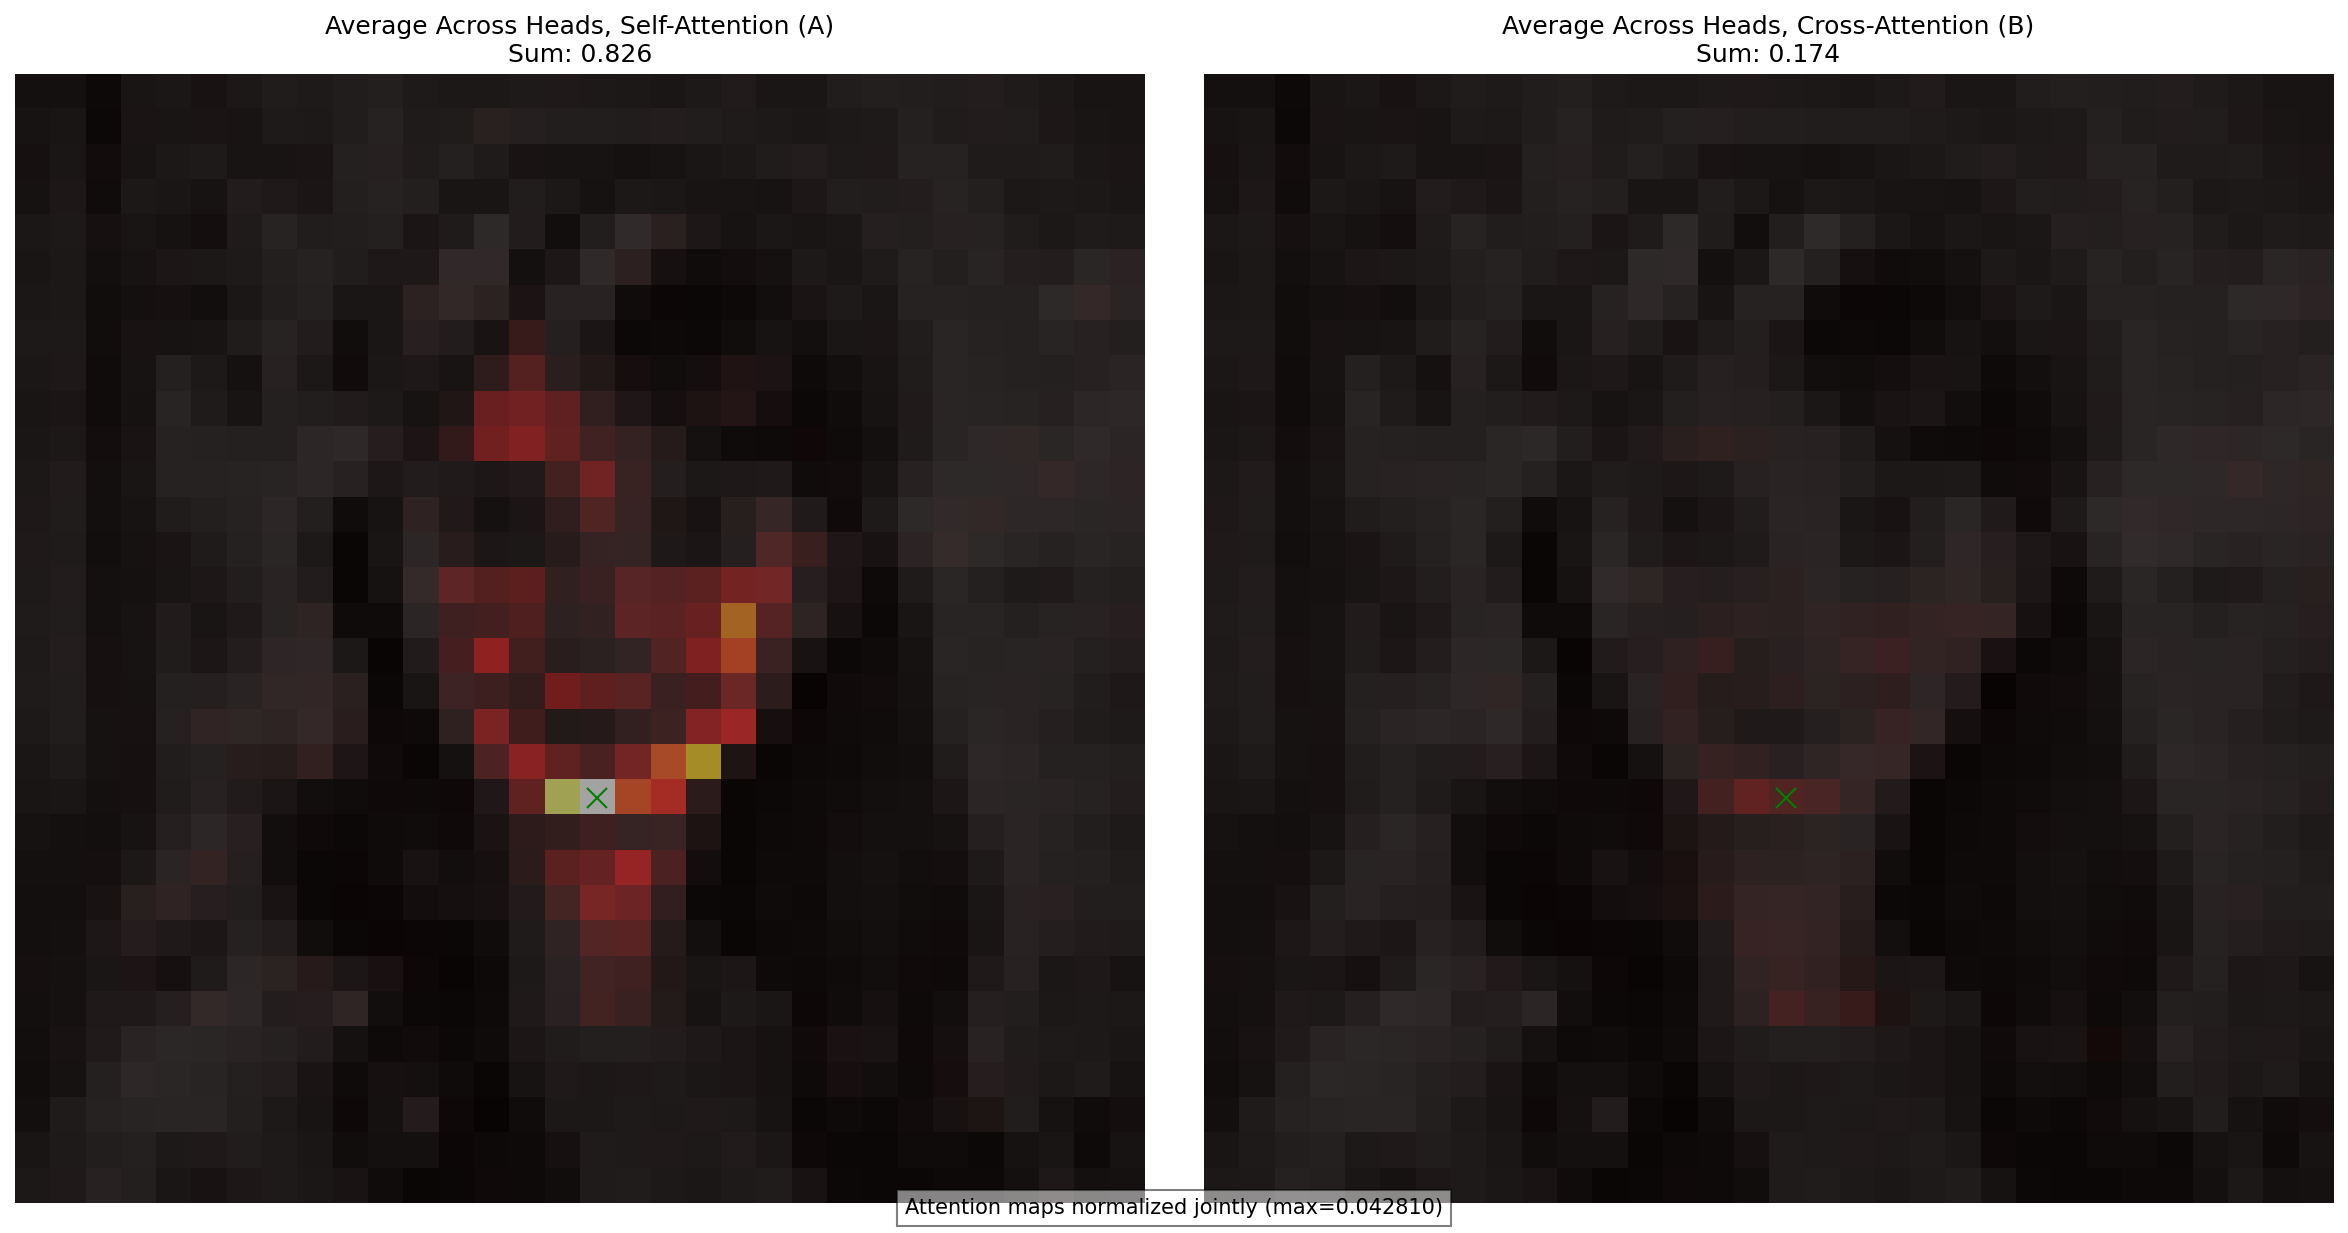 Average Across Heads, Self-Attention (A)
Sum: 0.826
Average Across Heads, Cross-Attention (B)
Sum: 0.174
Attention maps normalized jointly (max=0.042810)